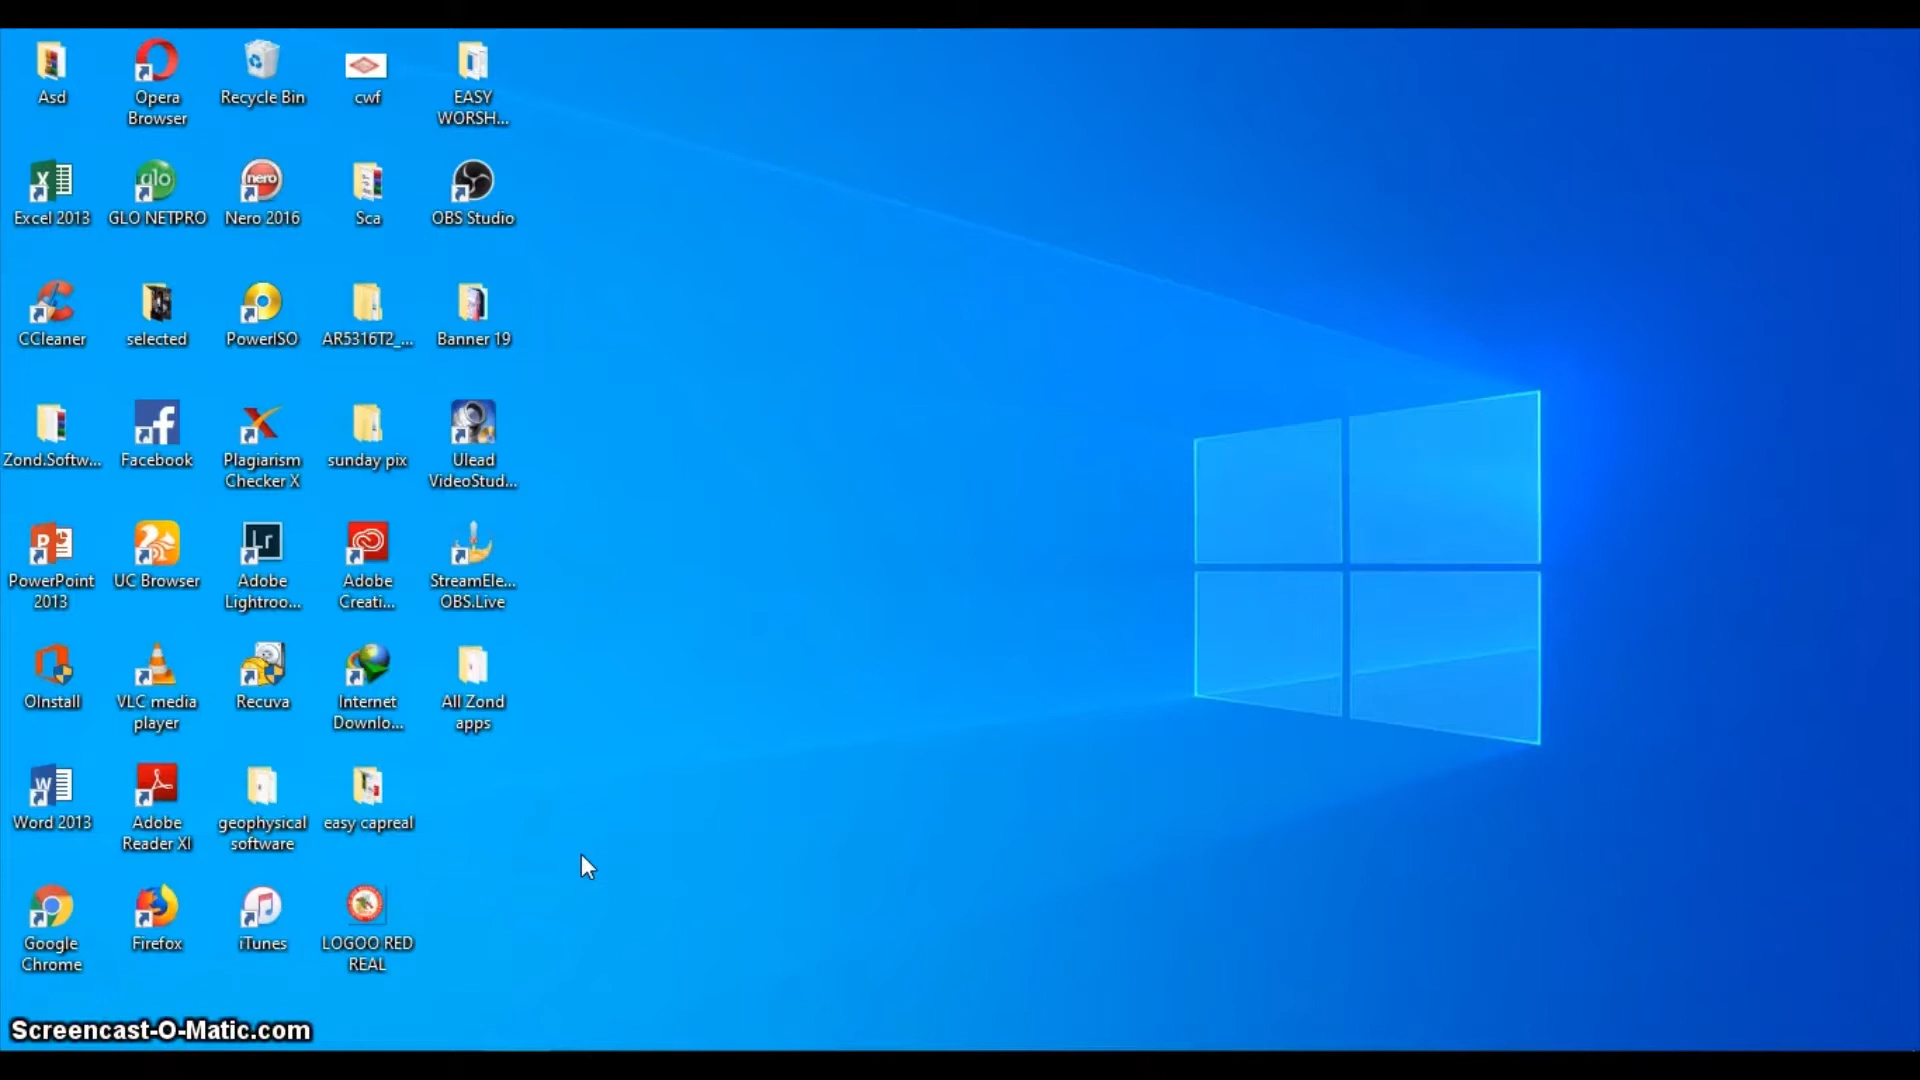 Asd
Opera
Browser
Recycle Bin
cwf
EASY
WORSH...
Excel 2013
glo
GLO NETPRO
nero
Nero 2016
Sca
OBS Studio
CCleaner
selected
PowerISO
AR5316T2_...
Banner 19
Zond.Softw...
Facebook
Plagiarism
Checker X
sunday pix
Ulead
VideoStud...
PowerPoint
2013
UC Browser
Lr
Adobe
Lightroo...
Adobe
Creati...
StreamEle...
OBS.Live
OInstall
VLC media
player
Recuva
Internet
Downlo...
All Zond
apps
Word 2013
Adobe
Reader XI
geophysical
software
easy capreal
Google
Chrome
Firefox
iTunes
LOGOO RED
REAL
Screencast-O-Matic.com